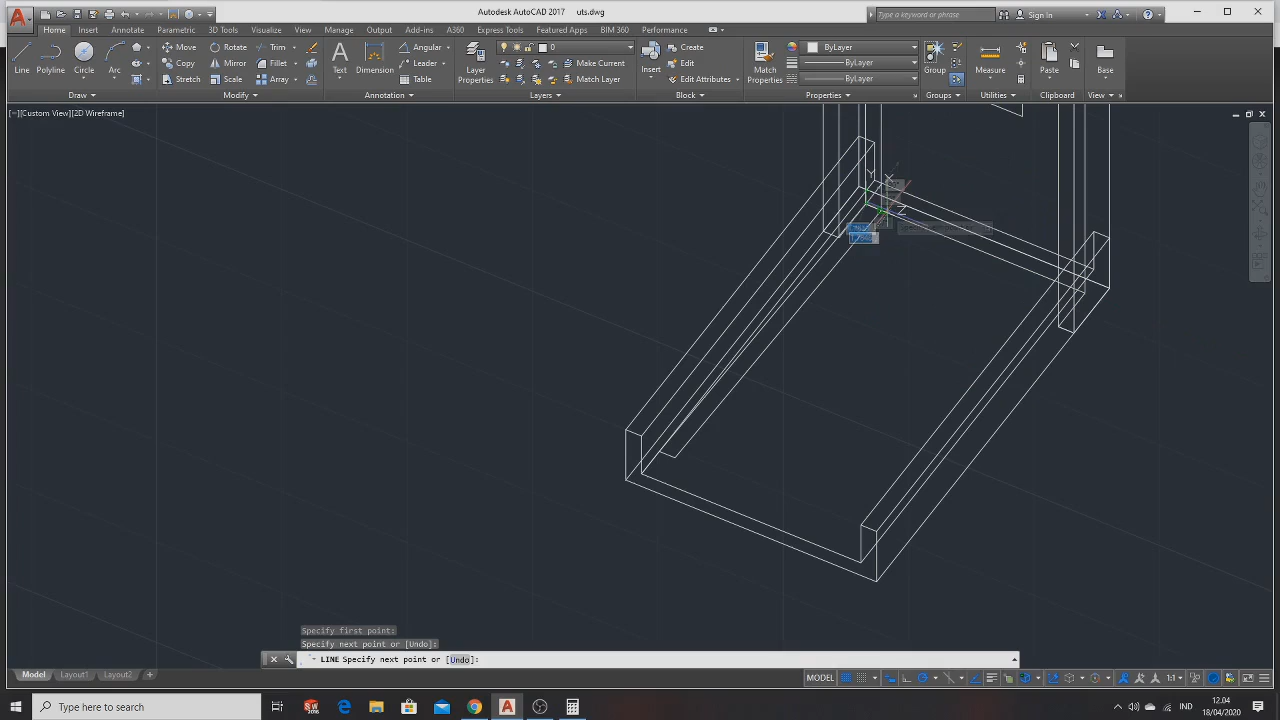 Autodesk AutoCAD 2017 uts.dwg
Type a keyword or phrase
Sign In
Home Insert Annotate Parametric 3D Tools Visualize View Manage Output Add-ins A360 Express Tools Featured Apps BIM 360 Performance
Line Polyline Circle Arc
Move Rotate Trim
Copy Mirror Fillet
Stretch Scale Array
Text Dimension
Angular
Leader
Table
Layer Properties
0
Make Current
Match Layer
Insert
Create
Edit
Edit Attributes
Match Properties
ByLayer
ByLayer
ByLayer
Group
Measure
Paste
Base
Draw Modify Annotation Layers Block Properties Groups Utilities Clipboard View
[−][Custom View][2D Wireframe]
Y X
Z
Specify first point:
Specify next point or [Undo]:
LINE Specify next point or [Undo]:
Model Layout1 Layout2 +
MODEL
1:1
Type here to search
IND
12.04
18/04/2020